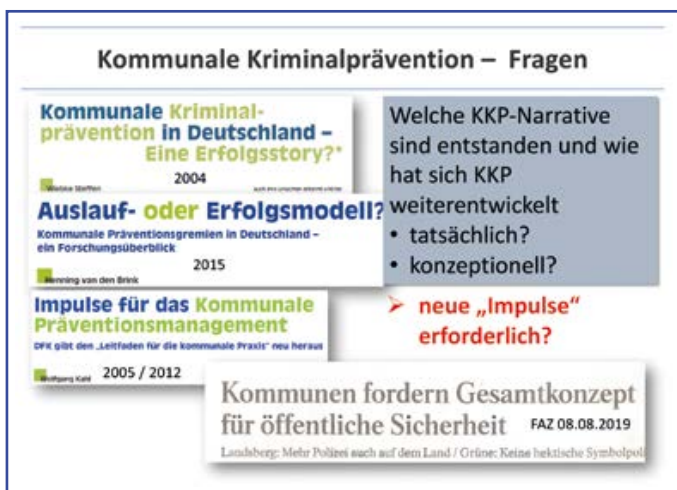 Kommunale Kriminalprävention – Fragen
Kommunale Kriminal-
prävention in Deutschland –
Eine Erfolgsstory?*
Wiebke Steffen
2004
Auslauf- oder Erfolgsmodell?
Kommunale Präventionsgremien in Deutschland –
ein Forschungsüberblick
2015
Henning van den Brink
Impulse für das Kommunale
Präventionsmanagement
DFK gibt den „Leitfaden für die kommunale Praxis“ neu heraus
Wolfgang Kahl
2005 / 2012
Welche KKP-Narrative
sind entstanden und wie
hat sich KKP
weiterentwickelt
• tatsächlich?
• konzeptionell?
➢ neue „Impulse“
erforderlich?
Kommunen fordern Gesamtkonzept
für öffentliche Sicherheit FAZ 08.08.2019
Landsberg: Mehr Polizei auch auf dem Land / Grüne: Keine hektische Symbolpoli